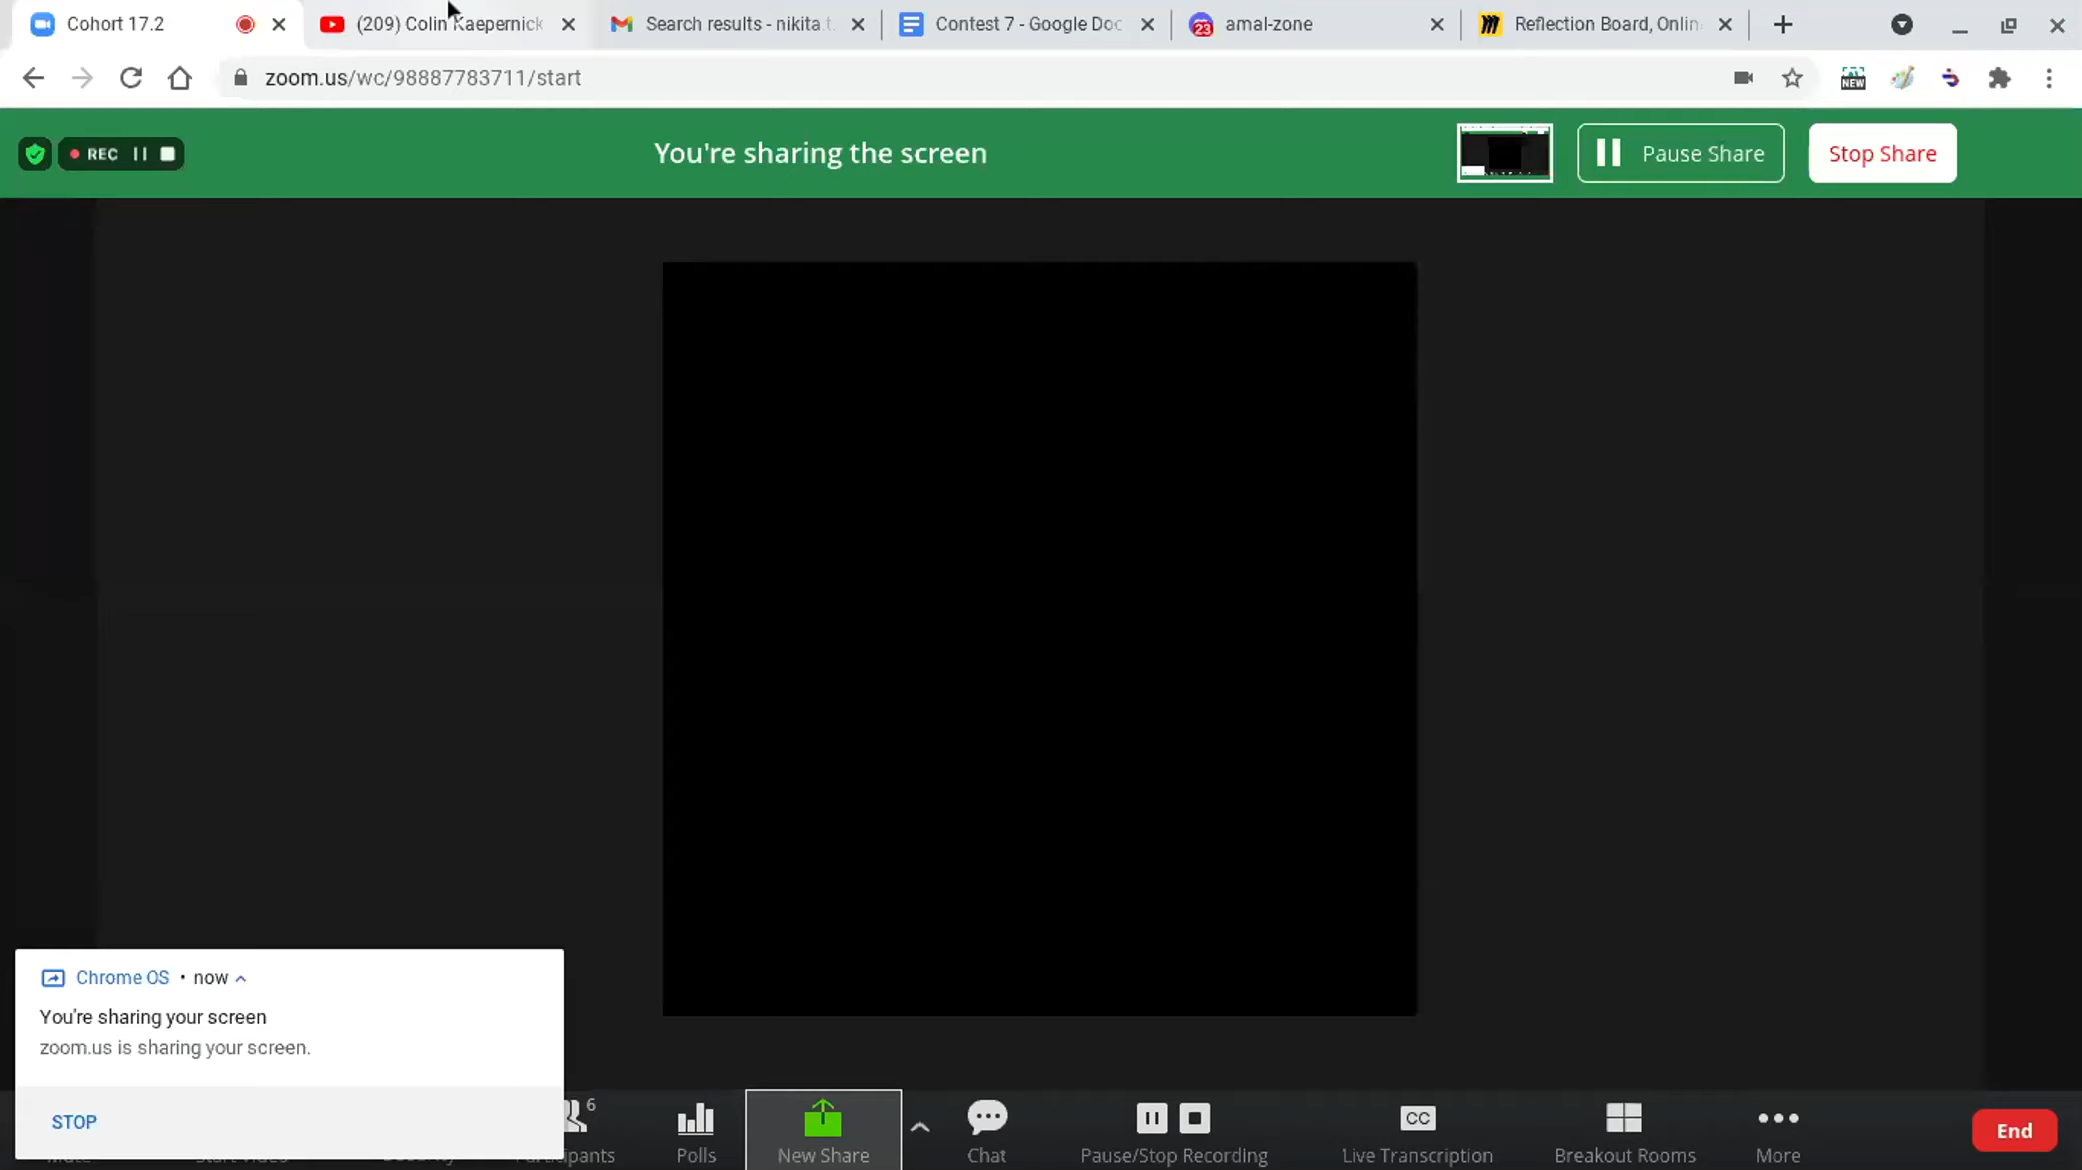 Cohort 17.2
(209) Colin Kaepernick
Search results - nikita.t
Contest 7 - Google Doc
23
amal-zone
Reflection Board, Onlin
zoom.us/wc/98887783711/start
NEW
REC
You're sharing the screen
Pause Share
Stop Share
Chrome OS • now
You're sharing your screen
zoom.us is sharing your screen.
STOP
6
Polls
New Share
Chat
Pause/Stop Recording
CC
Live Transcription
Breakout Rooms
More
End